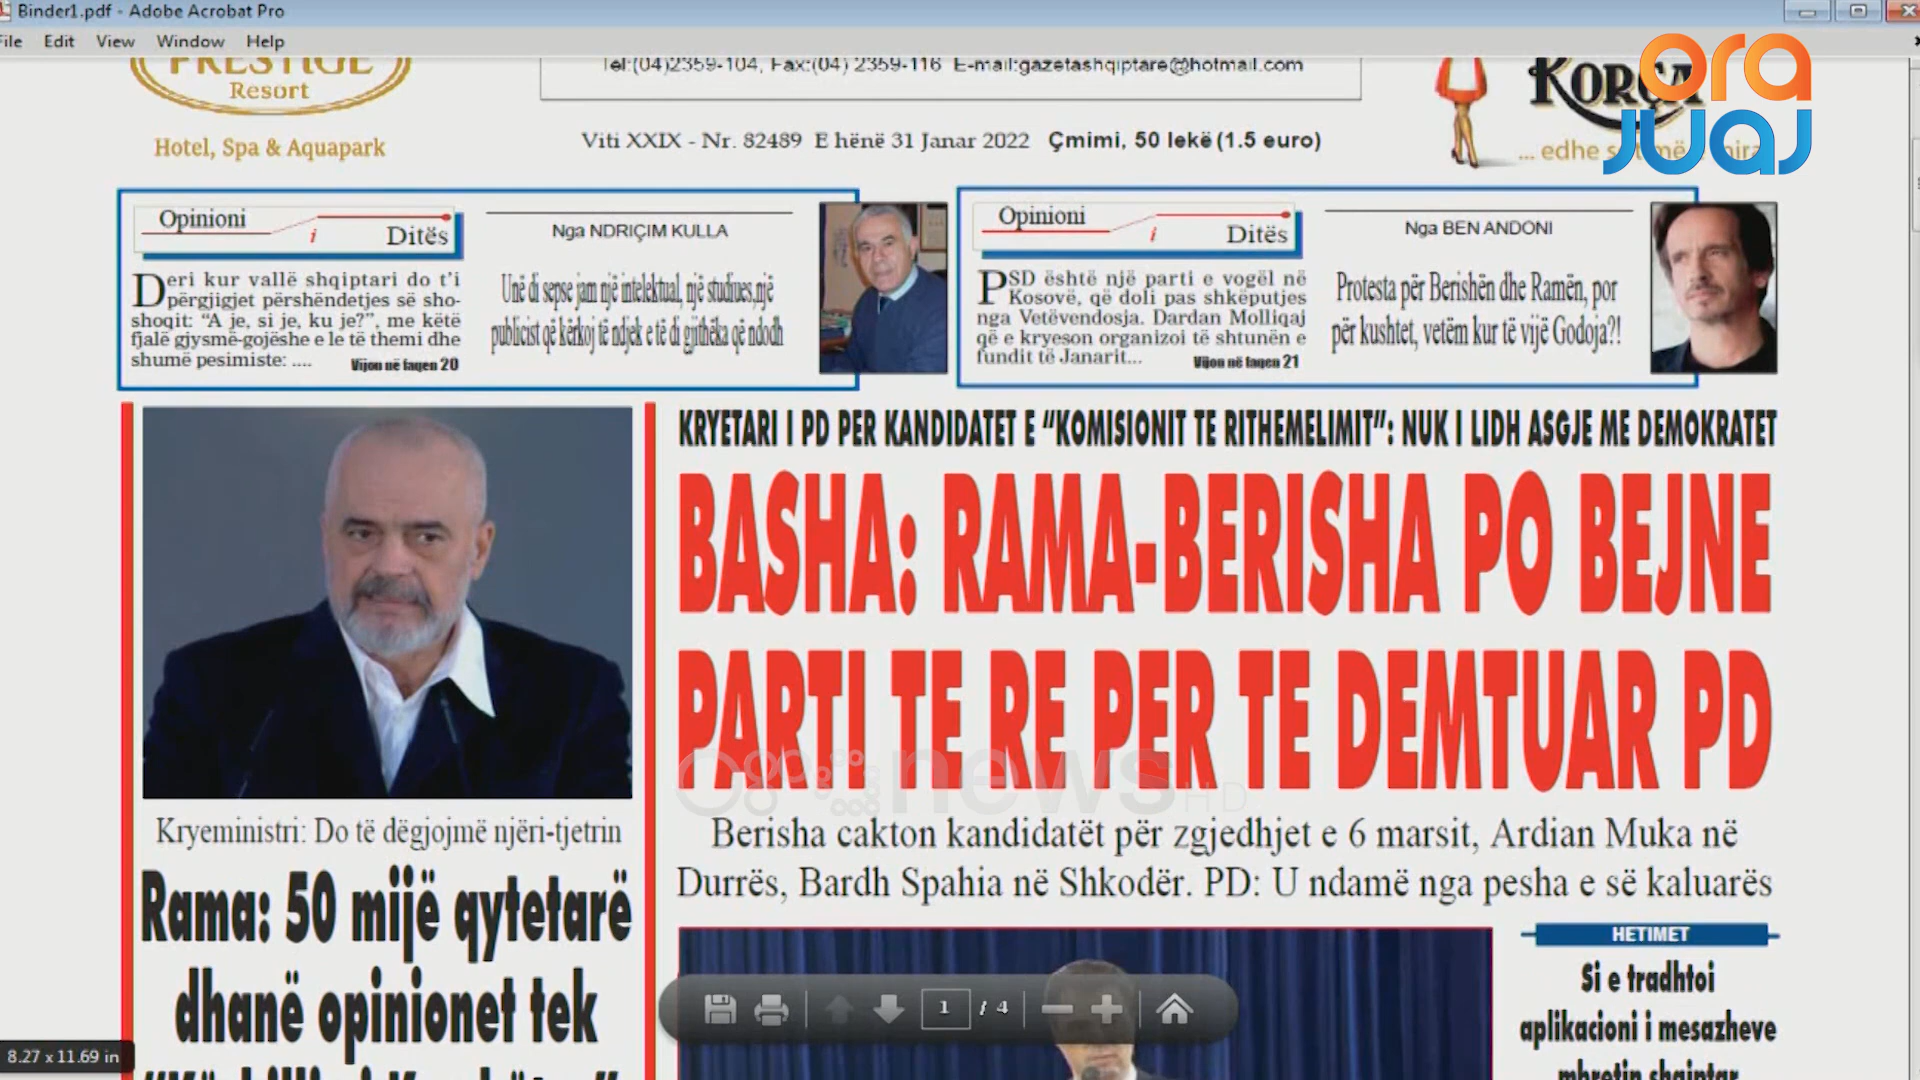 Binder1.pdf - Adobe Acrobat Pro
File Edit View Window Help
PRESTIGE
Resort
Hotel, Spa & Aquapark
Tel:(04)2359-104, Fax:(04) 2359-116 E-mail:gazetashqiptare@hotmail.com
Viti XXIX - Nr. 82489 E hënë 31 Janar 2022 Çmimi, 50 lekë (1.5 euro)
KORÇA
ora
JUAJ
Opinioni
i
Ditës
Nga NDRIÇIM KULLA
Deri kur vallë shqiptari do t'i
përgjigjet përshëndetjes së sho-
shoqit: "A je, si je, ku je?", me këtë
fjalë gjysmë-gojëshe e le të themi dhe
shumë pesimiste: ....
Vijon në faqen 20
Unë di sepse jam një intelektual, një studiues,një
publicist që kërkoj të ndjek e të di gjithëka që ndodh
Opinioni
i
Ditës
Nga BEN ANDONI
PSD është një parti e vogël në
Kosovë, që doli pas shkëputjes
nga Vetëvendosja. Dardan Molliqaj
që e kryeson organizoi të shtunën e
fundit të Janarit...
Vijon në faqen 21
Protesta për Berishën dhe Ramën, por
për kushtet, vetëm kur të vijë Godoja?!
KRYETARI I PD PER KANDIDATET E "KOMISIONIT TE RITHEMELIMIT": NUK I LIDH ASGJE ME DEMOKRATET
BASHA: RAMA-BERISHA PO BEJNE
PARTI TE RE PER TE DEMTUAR PD
news HD
Berisha cakton kandidatët për zgjedhjet e 6 marsit, Ardian Muka në
Durrës, Bardh Spahia në Shkodër. PD: U ndamë nga pesha e së kaluarës
Kryeministri: Do të dëgjojmë njëri-tjetrin
Rama: 50 mijë qytetarë
dhanë opinionet tek
HETIMET
Si e tradhtoi
aplikacioni i mesazheve
mbretin shqiptar
1 / 4
8.27 x 11.69 in